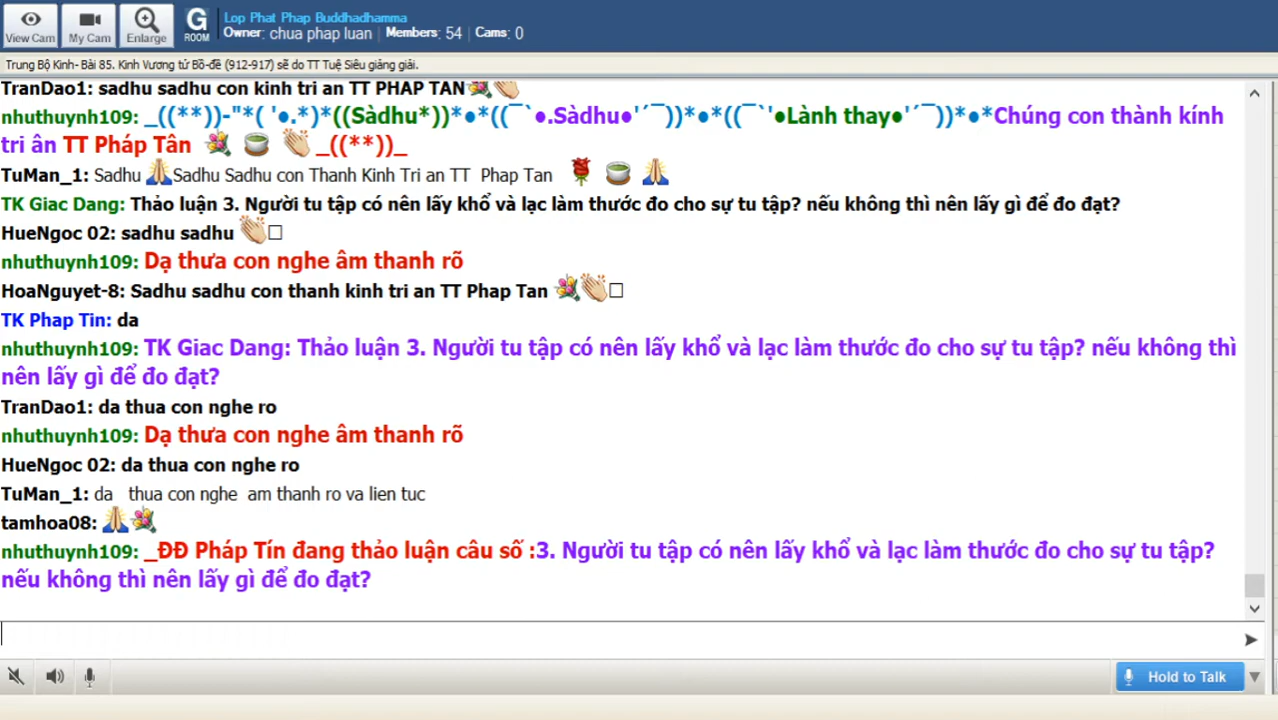 View Cam
My Cam
Enlarge
G
ROOM
Lop Phat Phap Buddhadhamma
Owner: chua phap luan | Members: 54 | Cams: 0
Trung Bộ Kinh- Bài 85. Kinh Vương tử Bồ-đề (912-917) sẽ do TT Tuệ Siêu giảng giải.
TranDao1: sadhu sadhu con kinh tri an TT PHAP TAN
nhuthuynh109: _((**))-"*( '●.*)*((Sàdhu*))*●*((¯`●.Sàdhu●'´¯))*●*((¯`'●Lành thay●'´¯))*●*Chúng con thành kính
tri ân TT Pháp Tân _((**))_
TuMan_1: Sadhu Sadhu Sadhu con Thanh Kinh Tri an TT Phap Tan
TK Giac Dang: Thảo luận 3. Người tu tập có nên lấy khổ và lạc làm thước đo cho sự tu tập? nếu không thì nên lấy gì để đo đạt?
HueNgoc 02: sadhu sadhu
nhuthuynh109: Dạ thưa con nghe âm thanh rõ
HoaNguyet-8: Sadhu sadhu con thanh kinh tri an TT Phap Tan
TK Phap Tin: da
nhuthuynh109: TK Giac Dang: Thảo luận 3. Người tu tập có nên lấy khổ và lạc làm thước đo cho sự tu tập? nếu không thì
nên lấy gì để đo đạt?
TranDao1: da thua con nghe ro
nhuthuynh109: Dạ thưa con nghe âm thanh rõ
HueNgoc 02: da thua con nghe ro
TuMan_1: da thua con nghe am thanh ro va lien tuc
tamhoa08:
nhuthuynh109: _ĐĐ Pháp Tín đang thảo luận câu số :3. Người tu tập có nên lấy khổ và lạc làm thước đo cho sự tu tập?
nếu không thì nên lấy gì để đo đạt?
Hold to Talk